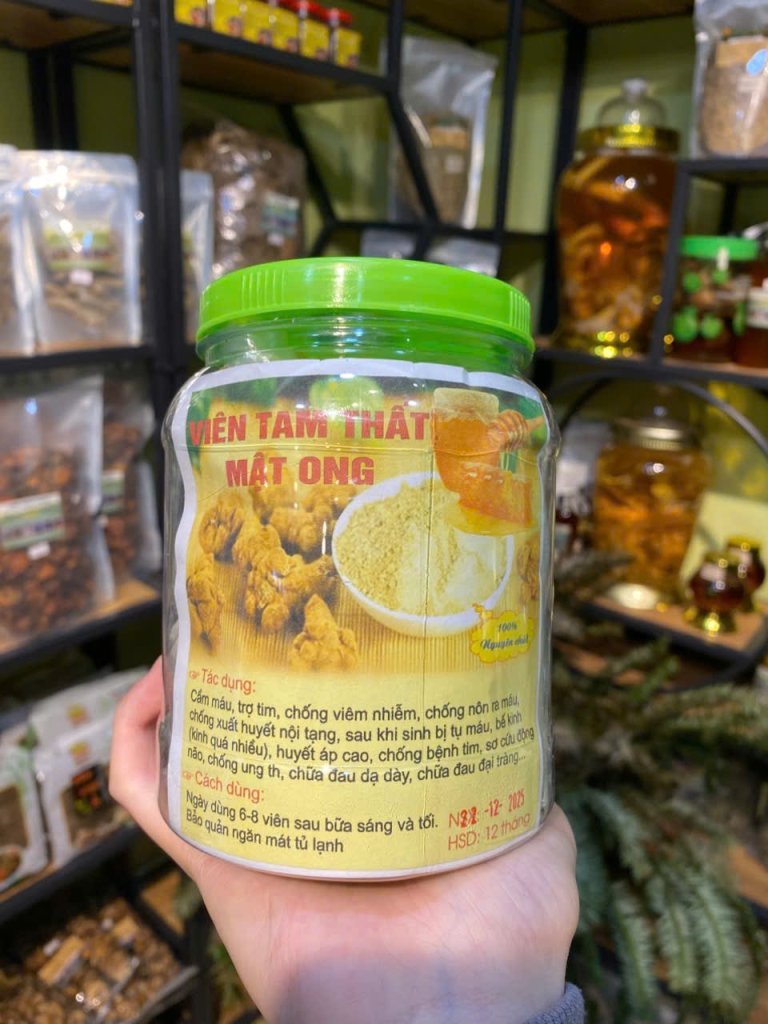 VIÊN TAM THẤT
MẬT ONG
100%
Nguyên chất
Tác dụng:
Cầm máu, trợ tim, chống viêm nhiễm, chống nôn ra máu,
chống xuất huyết nội tạng, sau khi sinh bị tụ máu, bế kinh
(kinh quá nhiều), huyết áp cao, chống bệnh tim, sơ cứu động
não, chống ung th, chữa đau dạ dày, chữa đau đại tràng...
Cách dùng:
Ngày dùng 6-8 viên sau bữa sáng và tối.
Bảo quản ngăn mát tủ lạnh
-12- 2025
HSD: 12 tháng